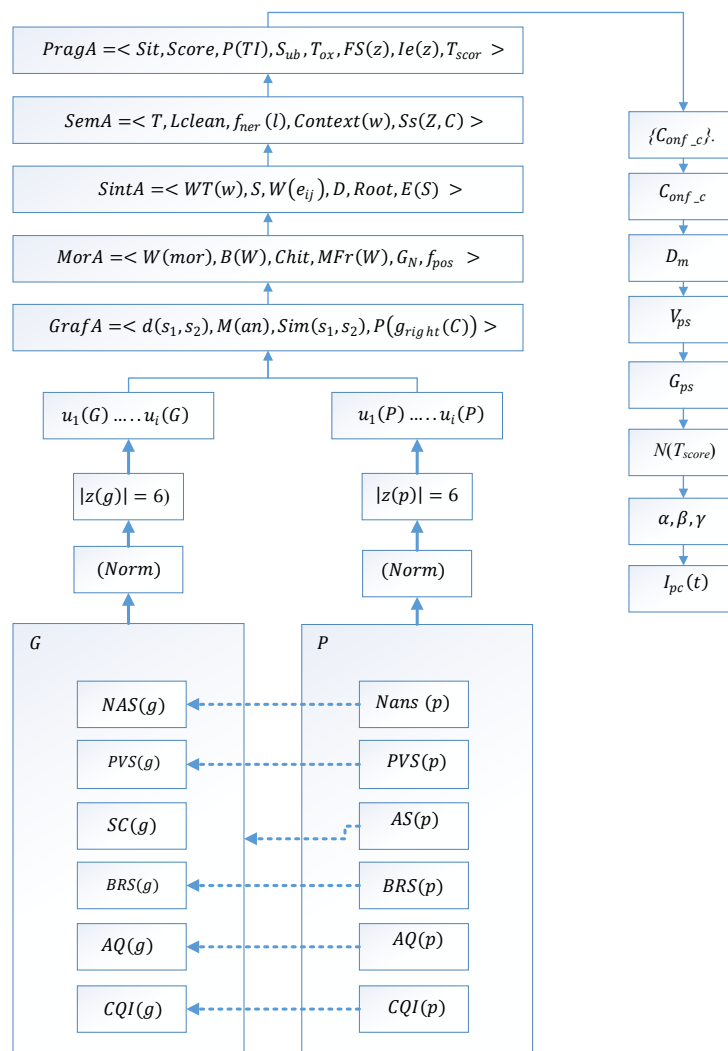 PragA =< Sit, Score, P(TI), S_ub, T_ox, FS(z), Ie(z), T_scor >
SemA =< T, Lclean, f_ner(l), Context(w), Ss(Z, C) >
SintA =< WT(w), S, W(e_ij), D, Root, E(S) >
MorA =< W(mor), B(W), Chit, MFr(W), G_N, f_pos >
GrafA =< d(s_1, s_2), M(an), Sim(s_1, s_2), P(g_right(C)) >
u_1(G) ….. u_i(G)
u_1(P) ….. u_i(P)
|z(g)| = 6)
|z(p)| = 6
(Norm)
(Norm)
G
NAS(g)
PVS(g)
SC(g)
BRS(g)
AQ(g)
CQI(g)
P
Nans (p)
PVS(p)
AS(p)
BRS(p)
AQ(p)
CQI(p)
{C_onf_c}.
C_onf_c
D_m
V_ps
G_ps
N(T_score)
α, β, γ
I_pc(t)